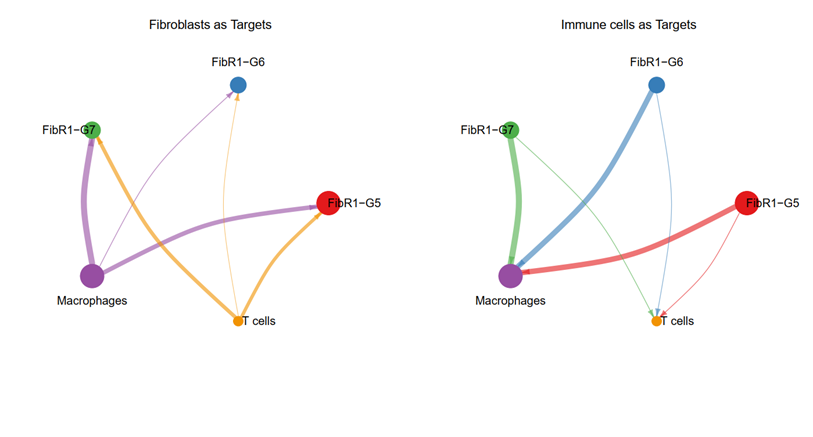 Fibroblasts as Targets
FibR1−G6
FibR1−G7
FibR1−G5
Macrophages
T cells
Immune cells as Targets
FibR1−G6
FibR1−G7
FibR1−G5
Macrophages
T cells